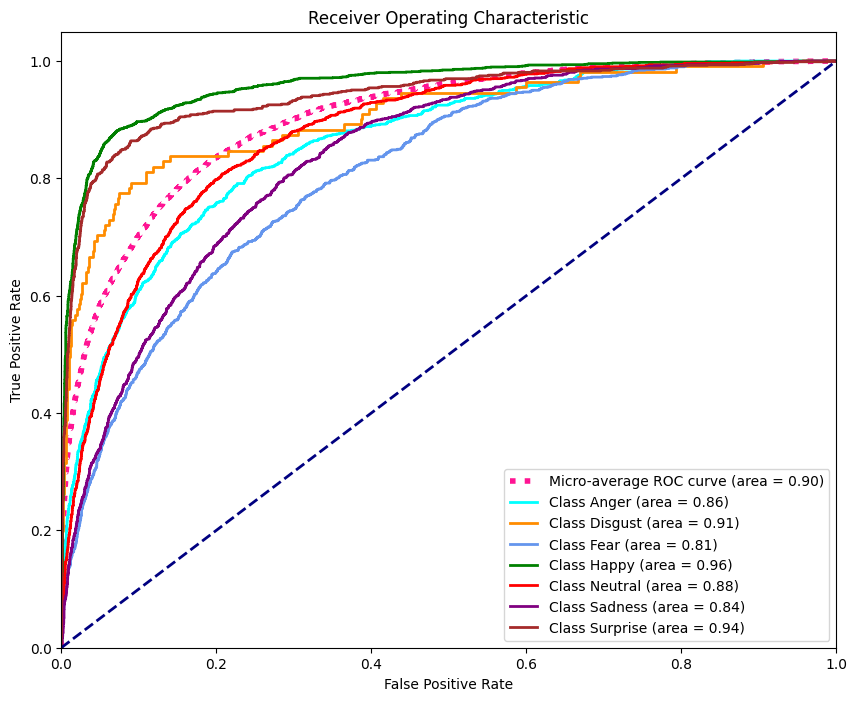 Receiver Operating Characteristic
1.0
0.8
0.6
0.4
0.2
0.0
True Positive Rate
Micro-average ROC curve (area = 0.90)
Class Anger (area = 0.86)
Class Disgust (area = 0.91)
Class Fear (area = 0.81)
Class Happy (area = 0.96)
Class Neutral (area = 0.88)
Class Sadness (area = 0.84)
Class Surprise (area = 0.94)
0.0 0.2 0.4 0.6 0.8 1.0
False Positive Rate